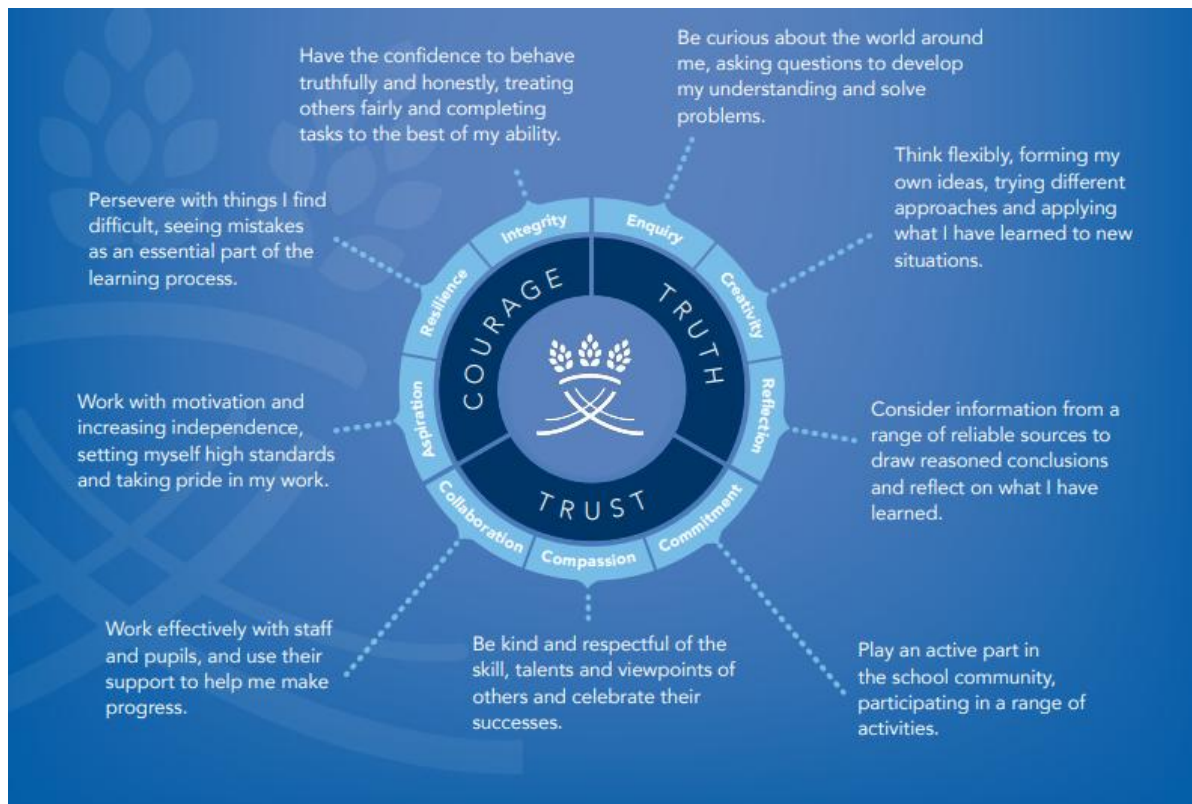 Have the confidence to behave
truthfully and honestly, treating
others fairly and completing
tasks to the best of my ability.
Be curious about the world around
me, asking questions to develop
my understanding and solve
problems.
Think flexibly, forming my
own ideas, trying different
approaches and applying
what I have learned to new
situations.
Persevere with things I find
difficult, seeing mistakes
as an essential part of the
learning process.
Integrity
Enquiry
Resilience
Creativity
COURAGE
TRUTH
Aspiration
Reflection
Work with motivation and
increasing independence,
setting myself high standards
and taking pride in my work.
Consider information from a
range of reliable sources to
draw reasoned conclusions
and reflect on what I have
learned.
TRUST
Collaboration
Compassion
Commitment
Work effectively with staff
and pupils, and use their
support to help me make
progress.
Be kind and respectful of the
skill, talents and viewpoints of
others and celebrate their
successes.
Play an active part in
the school community,
participating in a range of
activities.